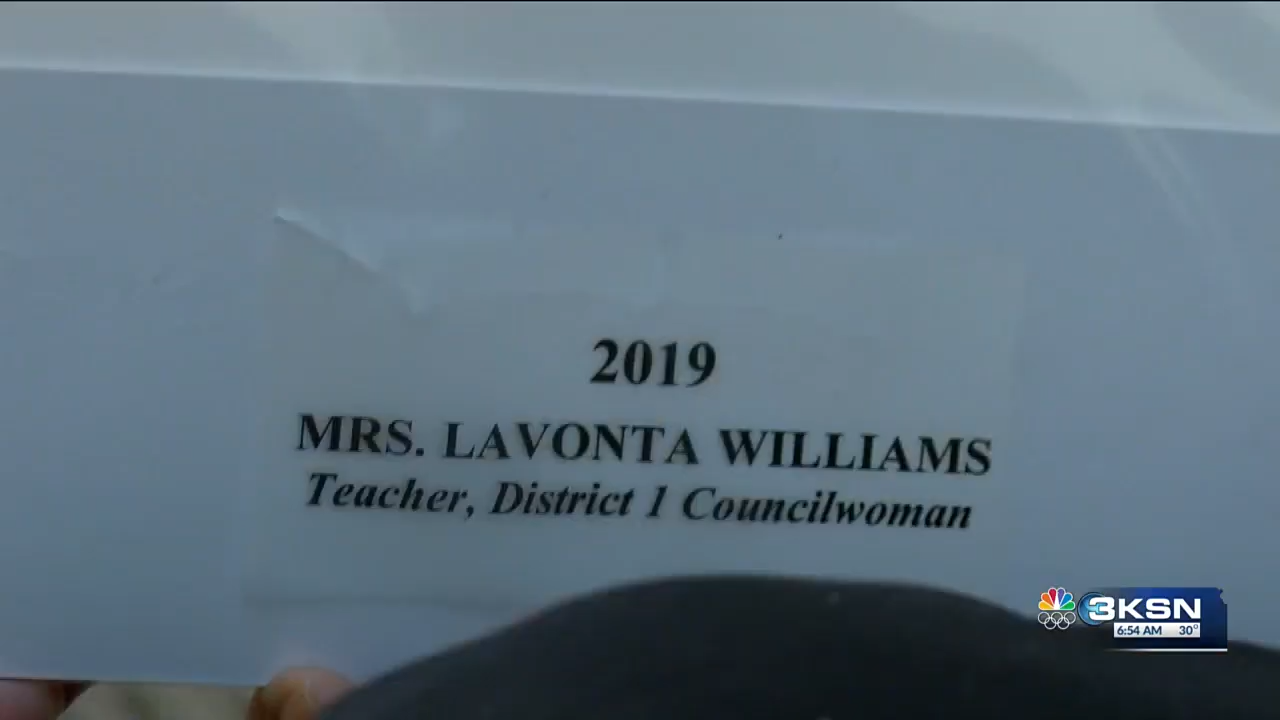 2019
MRS. LAVONTA WILLIAMS
Teacher, District 1 Councilwoman
3KSN
6:54 AM 30°